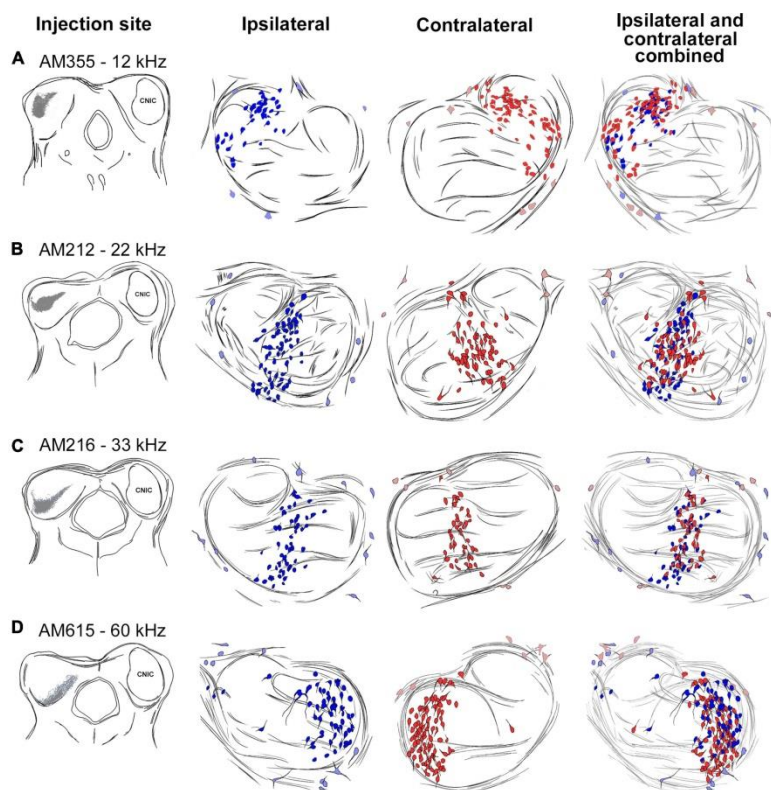 Injection site
Ipsilateral
Contralateral
Ipsilateral and
contralateral
combined
A AM355 - 12 kHz
CNIC
B AM212 - 22 kHz
CNIC
C AM216 - 33 kHz
CNIC
D AM615 - 60 kHz
CNIC